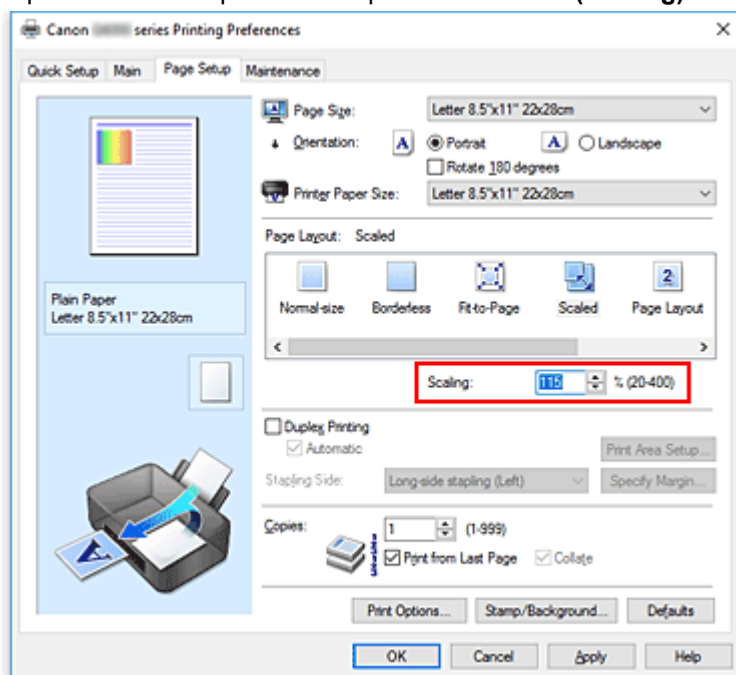 Canon series Printing Preferences
Quick Setup Main Page Setup Maintenance
Page Size: Letter 8.5"x11" 22x28cm
Orientation: A Portrait A Landscape
Rotate 180 degrees
Printer Paper Size: Letter 8.5"x11" 22x28cm
Page Layout: Scaled
Normal-size Borderless Fit-to-Page Scaled Page Layout
Plain Paper
Letter 8.5"x11" 22x28cm
Scaling: 115 % (20-400)
Duplex Printing
Automatic
Print Area Setup...
Stapling Side: Long-side stapling (Left) Specify Margin...
Copies: 1 (1-999)
Print from Last Page Collate
Print Options... Stamp/Background... Defaults
OK Cancel Apply Help